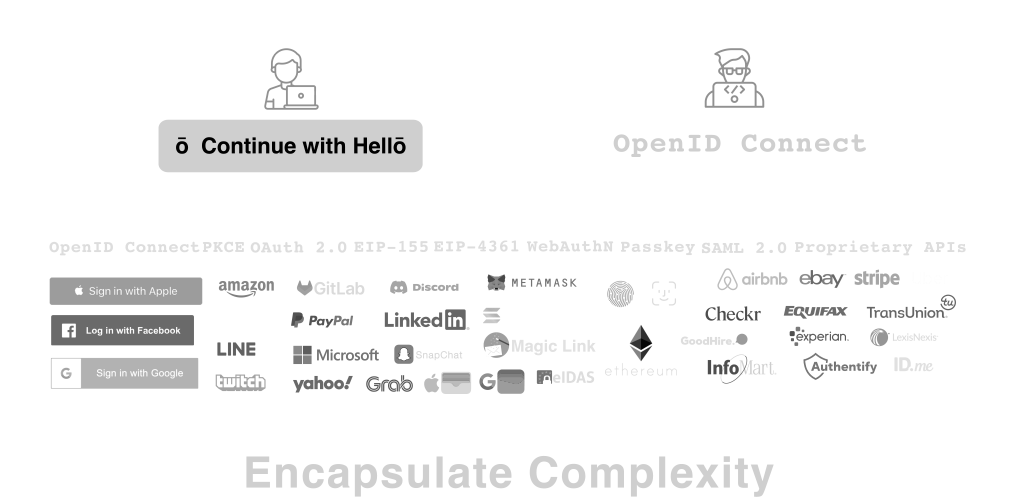 ō Continue with Hellō
OpenID Connect
OpenID Connect PKCE OAuth 2.0 EIP-155 EIP-4361 WebAuthN Passkey SAML 2.0 Proprietary APIs
Sign in with Apple
amazon
GitLab
Discord
METAMASK
airbnb
ebay
stripe
Log in with Facebook
PayPal
LinkedIn
Checkr
EQUIFAX
TransUnion
tu
LINE
Microsoft
SnapChat
Magic Link
GoodHire.
experian.
LexisNexis
G Sign in with Google
twitch
yahoo!
Grab
G
eIDAS
ethereum
InfoMart.
Authentify
ID.me
Encapsulate Complexity